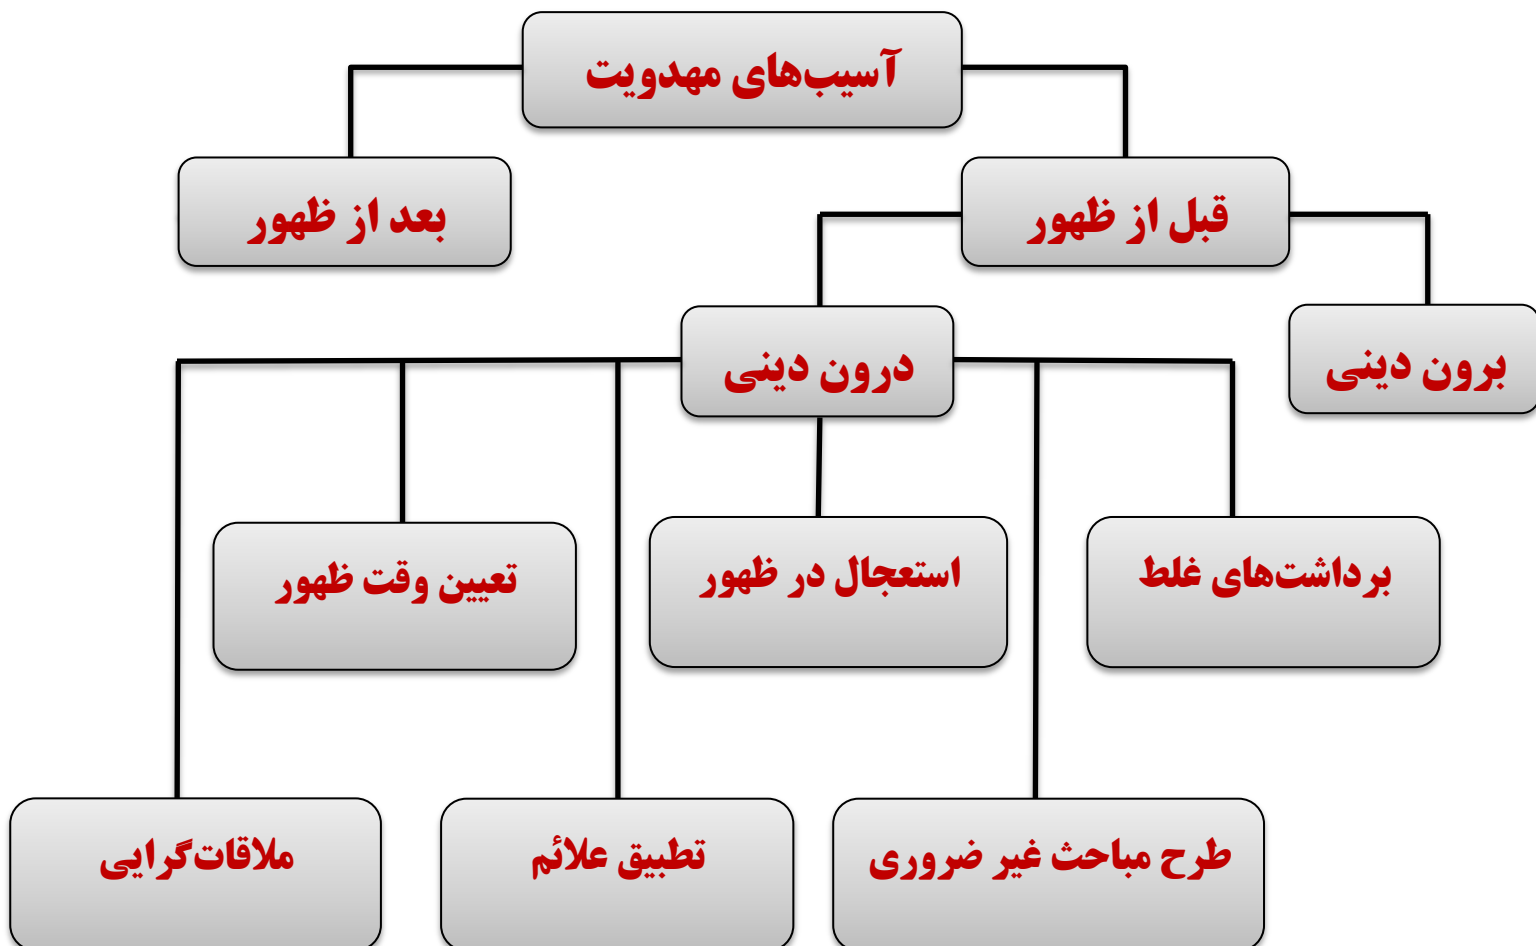 آسیب‌های مهدویت
قبل از ظهور
بعد از ظهور
برون دینی
درون دینی
برداشت‌های غلط
استعجال در ظهور
تعیین وقت ظهور
طرح مباحث غیر ضروری
تطبیق علائم
ملاقات‌گرایی